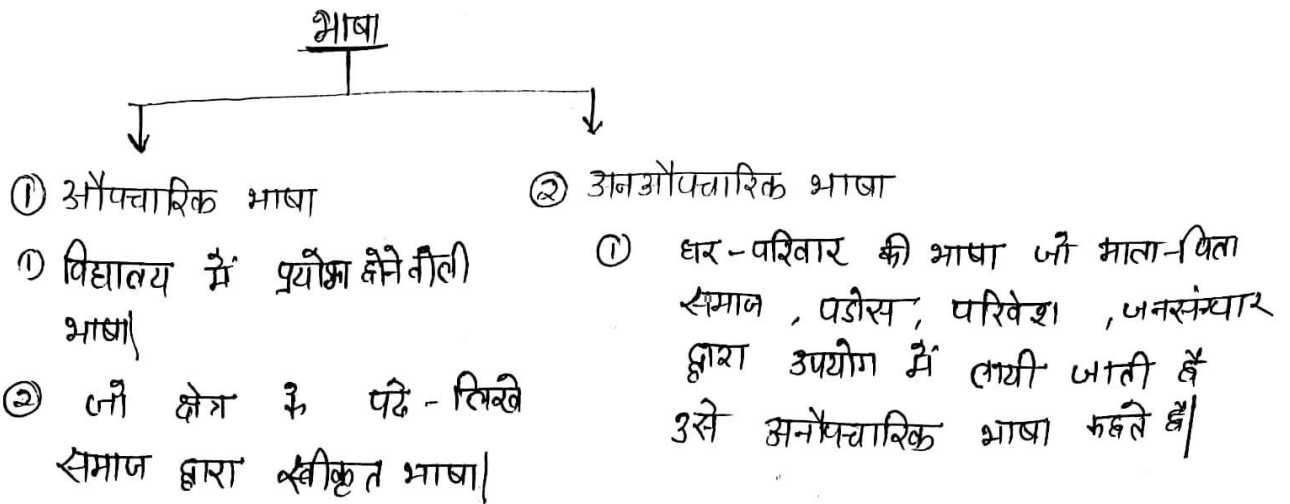 भाषा
① औपचारिक भाषा
① विद्यालय में प्रयोग होने वाली
भाषा|
② जो क्षेत्र के पढे - लिखे
समाज द्वारा स्वीकृत भाषा|
② अनऔपचारिक भाषा
① घर - परिवार की भाषा जो माता-पिता
समाज , पडोस , परिवेश , जनसंन्चार
द्वारा उपयोग में लायी जाती है
उसे अनौपचारिक भाषा कहते है|